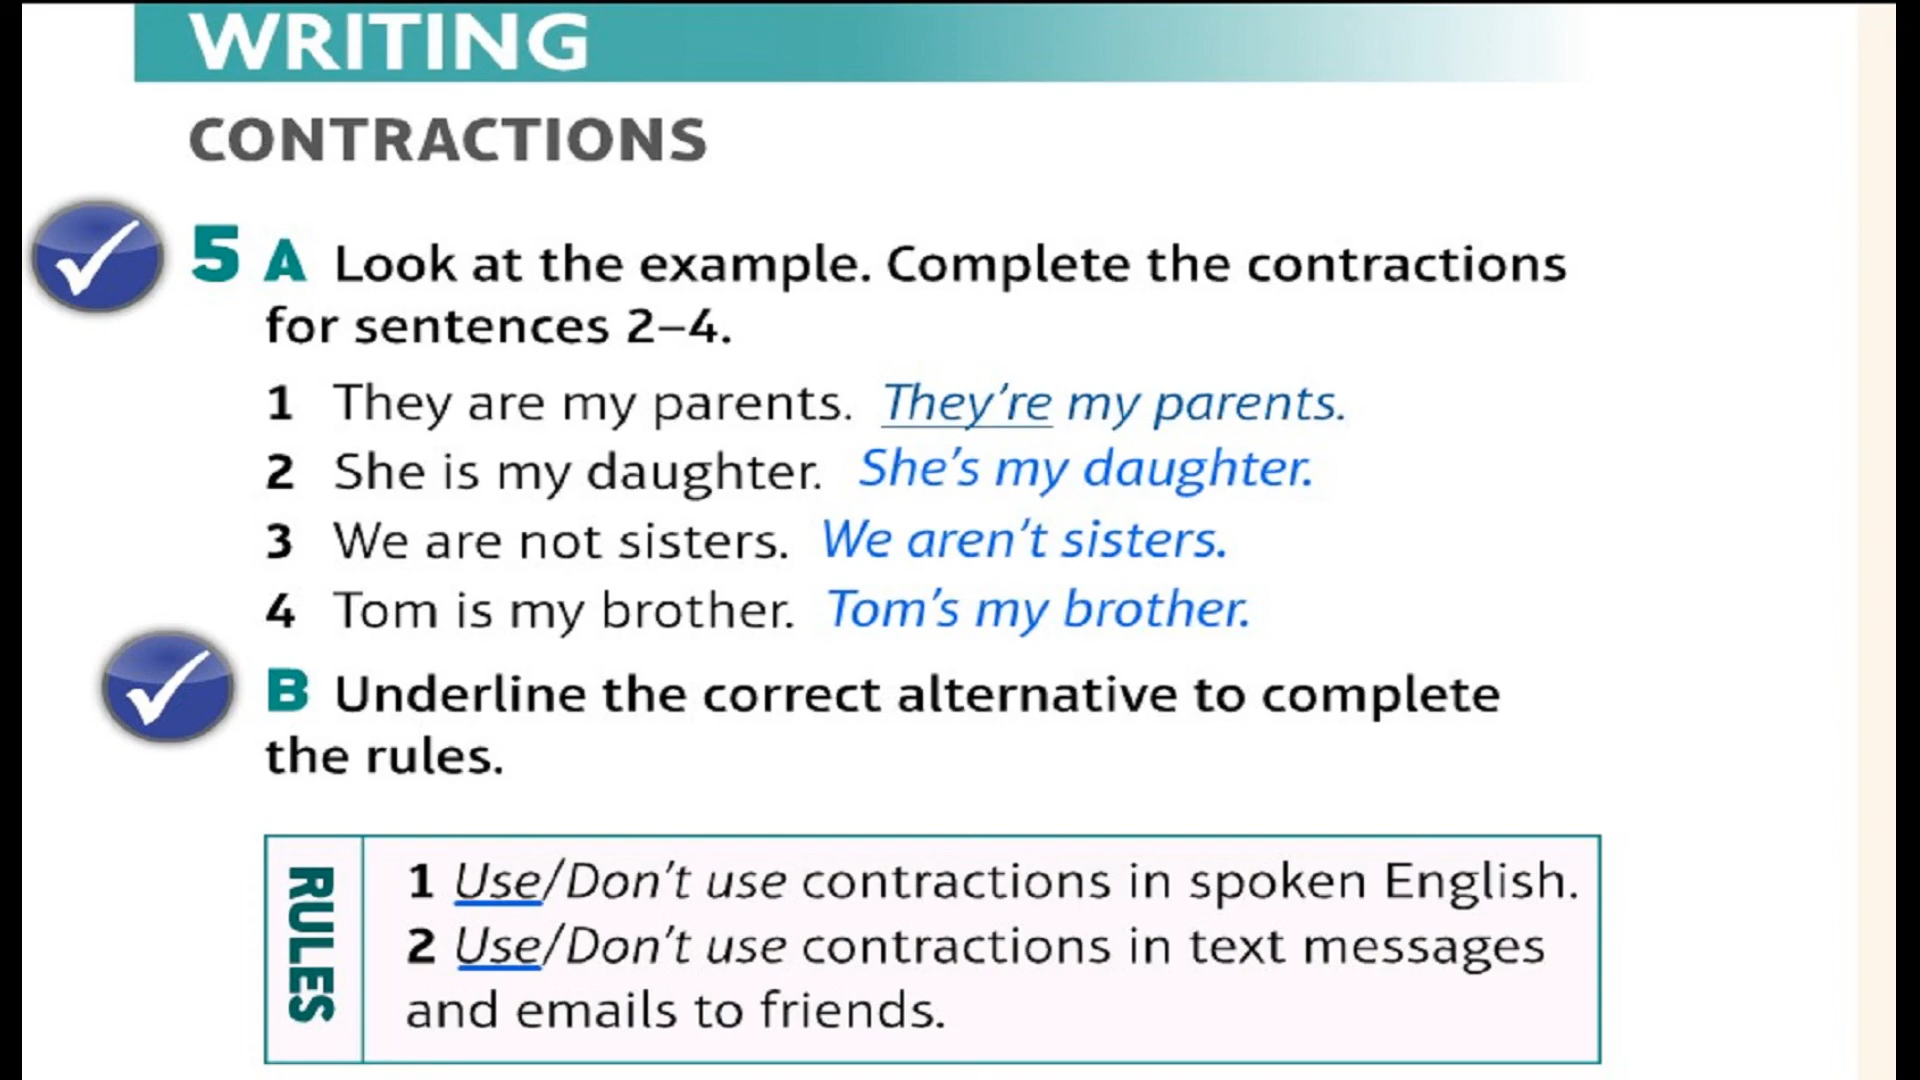 WRITING
CONTRACTIONS
5 A Look at the example. Complete the contractions
for sentences 2–4.
1 They are my parents. They’re my parents.
2 She is my daughter. She’s my daughter.
3 We are not sisters. We aren’t sisters.
4 Tom is my brother. Tom’s my brother.
B Underline the correct alternative to complete
the rules.
RULES
1 Use/Don’t use contractions in spoken English.
2 Use/Don’t use contractions in text messages
and emails to friends.